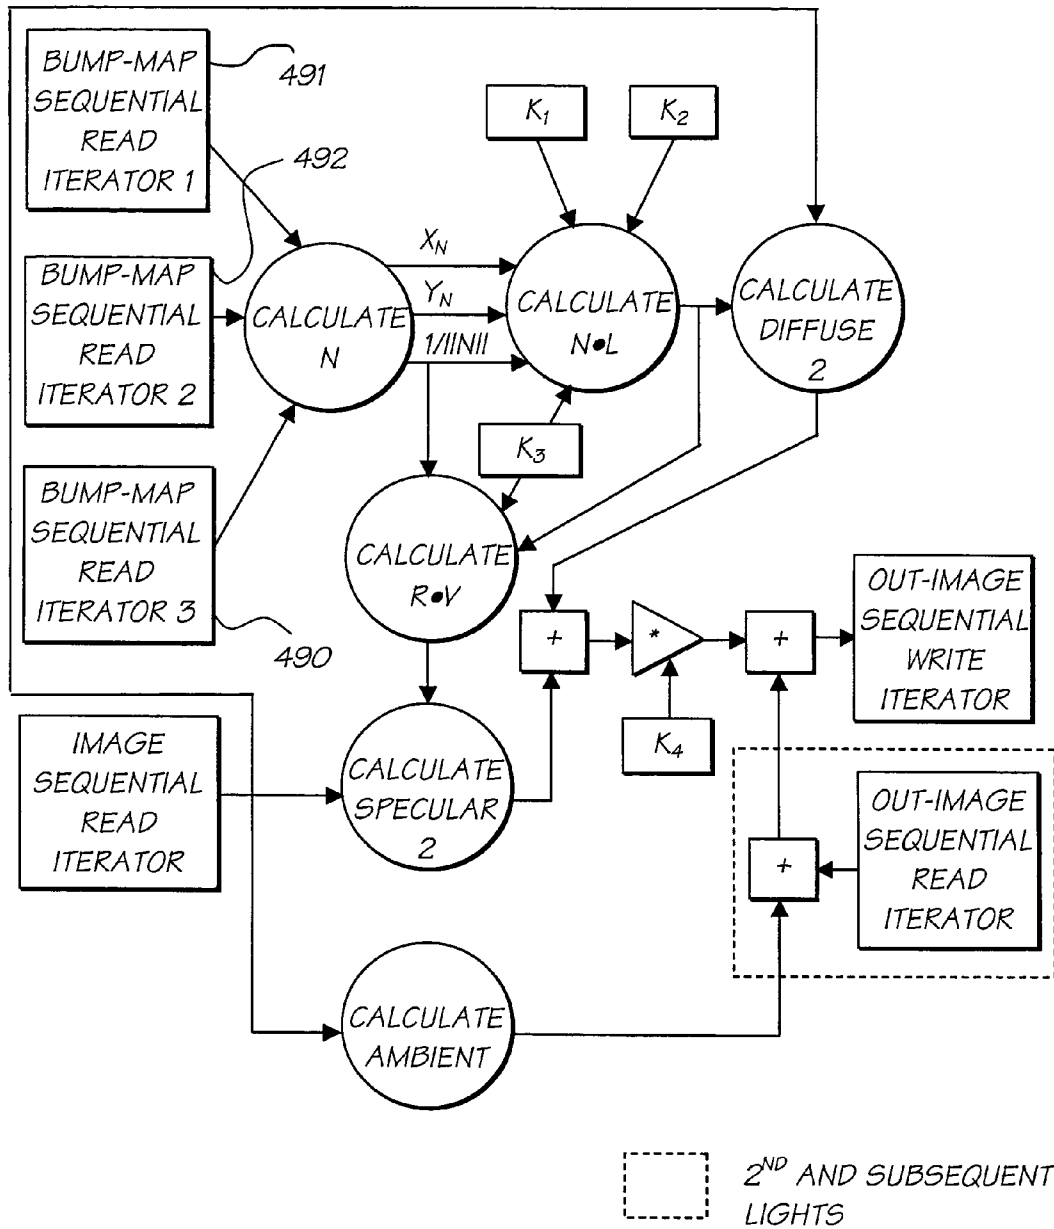 BUMP-MAP
SEQUENTIAL
READ
ITERATOR 1
491
492
K1
K2
BUMP-MAP
SEQUENTIAL
READ
ITERATOR 2
CALCULATE
N
XN
YN
1/||N||
CALCULATE
N•L
CALCULATE
DIFFUSE
2
K3
BUMP-MAP
SEQUENTIAL
READ
ITERATOR 3
490
CALCULATE
R•V
+
*
+
OUT-IMAGE
SEQUENTIAL
WRITE
ITERATOR
K4
IMAGE
SEQUENTIAL
READ
ITERATOR
CALCULATE
SPECULAR
2
+
OUT-IMAGE
SEQUENTIAL
READ
ITERATOR
CALCULATE
AMBIENT
2ND AND SUBSEQUENT
LIGHTS